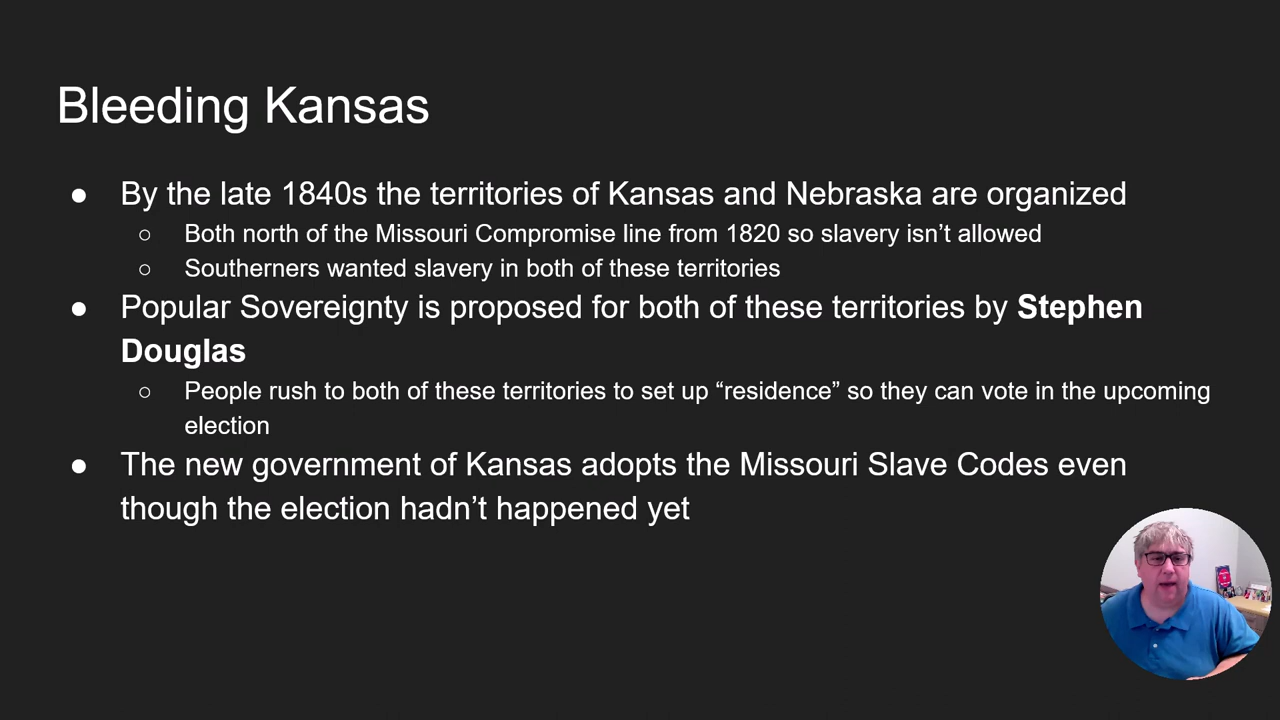 Bleeding Kansas
● By the late 1840s the territories of Kansas and Nebraska are organized
○ Both north of the Missouri Compromise line from 1820 so slavery isn’t allowed
○ Southerners wanted slavery in both of these territories
● Popular Sovereignty is proposed for both of these territories by Stephen
Douglas
○ People rush to both of these territories to set up “residence” so they can vote in the upcoming
election
● The new government of Kansas adopts the Missouri Slave Codes even
though the election hadn’t happened yet